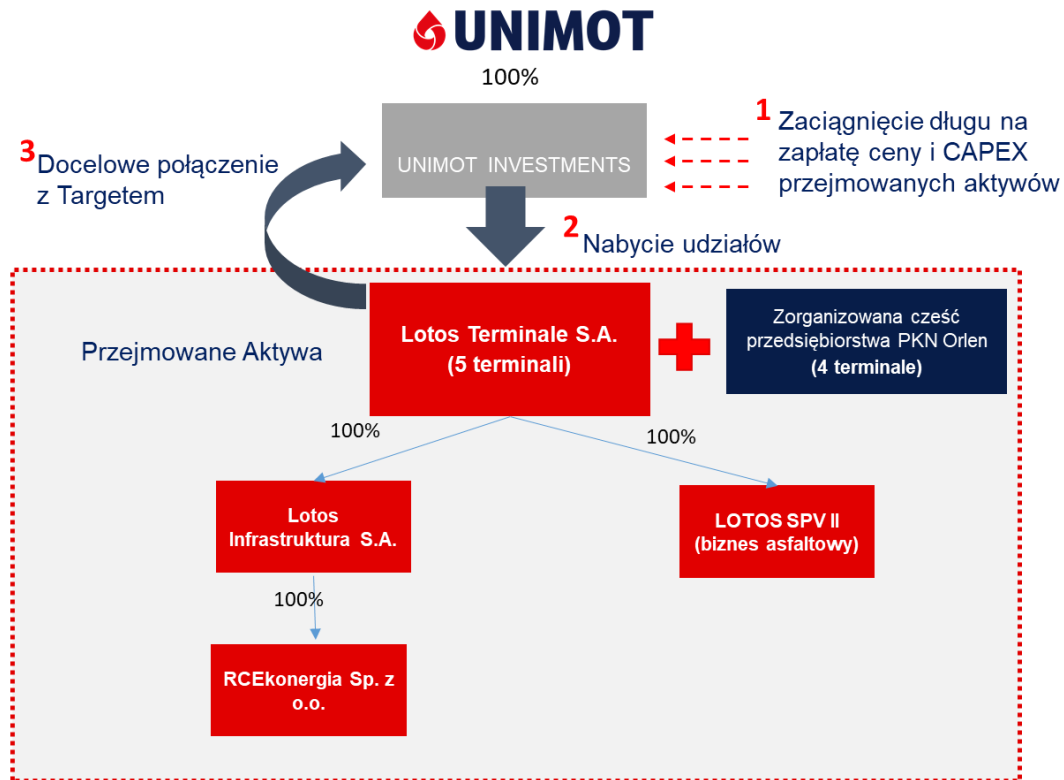 UNIMOT
100%
UNIMOT INVESTMENTS
1
Zaciągnięcie długu na
zapłatę ceny i CAPEX
przejmowanych aktywów
3
Docelowe połączenie
z Targetem
2
Nabycie udziałów
Przejmowane Aktywa
Lotos Terminale S.A.
(5 terminali)
Zorganizowana cześć
przedsiębiorstwa PKN Orlen
(4 terminale)
100%
100%
Lotos
Infrastruktura S.A.
LOTOS SPV II
(biznes asfaltowy)
100%
RCEkonergia Sp. z
o.o.